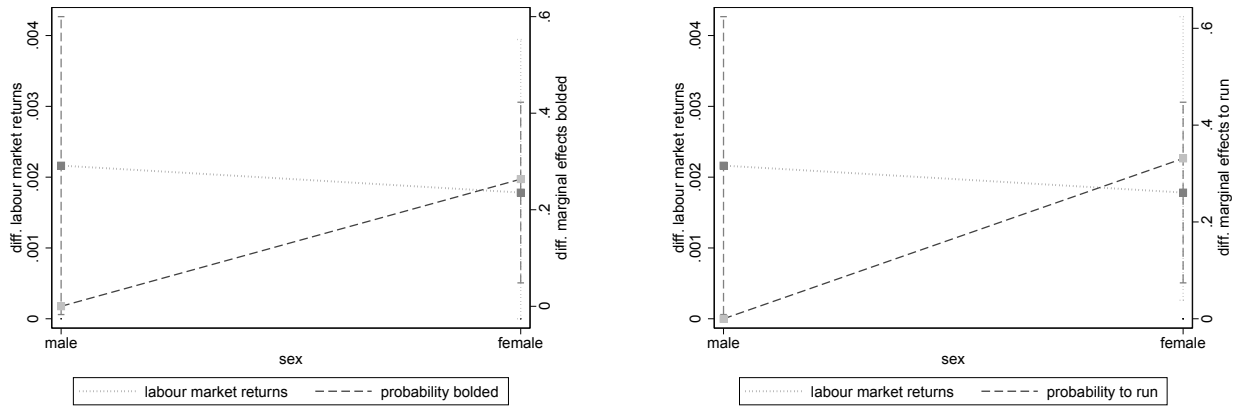 diff. labour market returns
.004
.003
.002
.001
0
.6
.4
.2
0
diff. marginal effects bolded
male
female
sex
labour market returns
probability bolded
diff. labour market returns
.004
.003
.002
.001
0
.6
.4
.2
0
diff. marginal effects to run
male
female
sex
labour market returns
probability to run